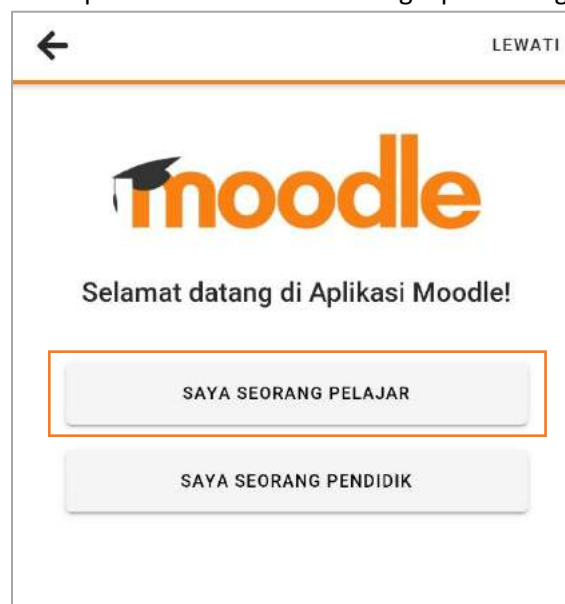 LEWATI
moodle
Selamat datang di Aplikasi Moodle!
SAYA SEORANG PELAJAR
SAYA SEORANG PENDIDIK